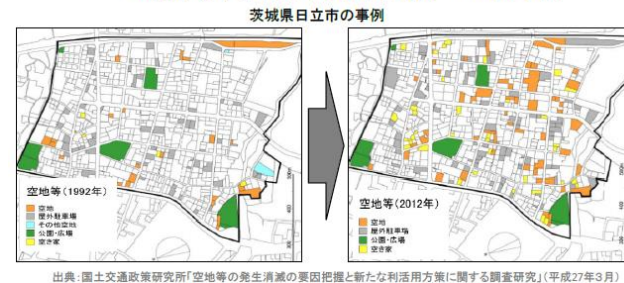 茨城県日立市の事例
空地等(1992年)
空地
屋外駐車場
その他空地
公園・広場
空き家
空地等(2012年)
空地
屋外駐車場
公園・広場
空き家
出典:国土交通政策研究所「空地等の発生消滅の要因把握と新たな利活用方策に関する調査研究」(平成27年3月)